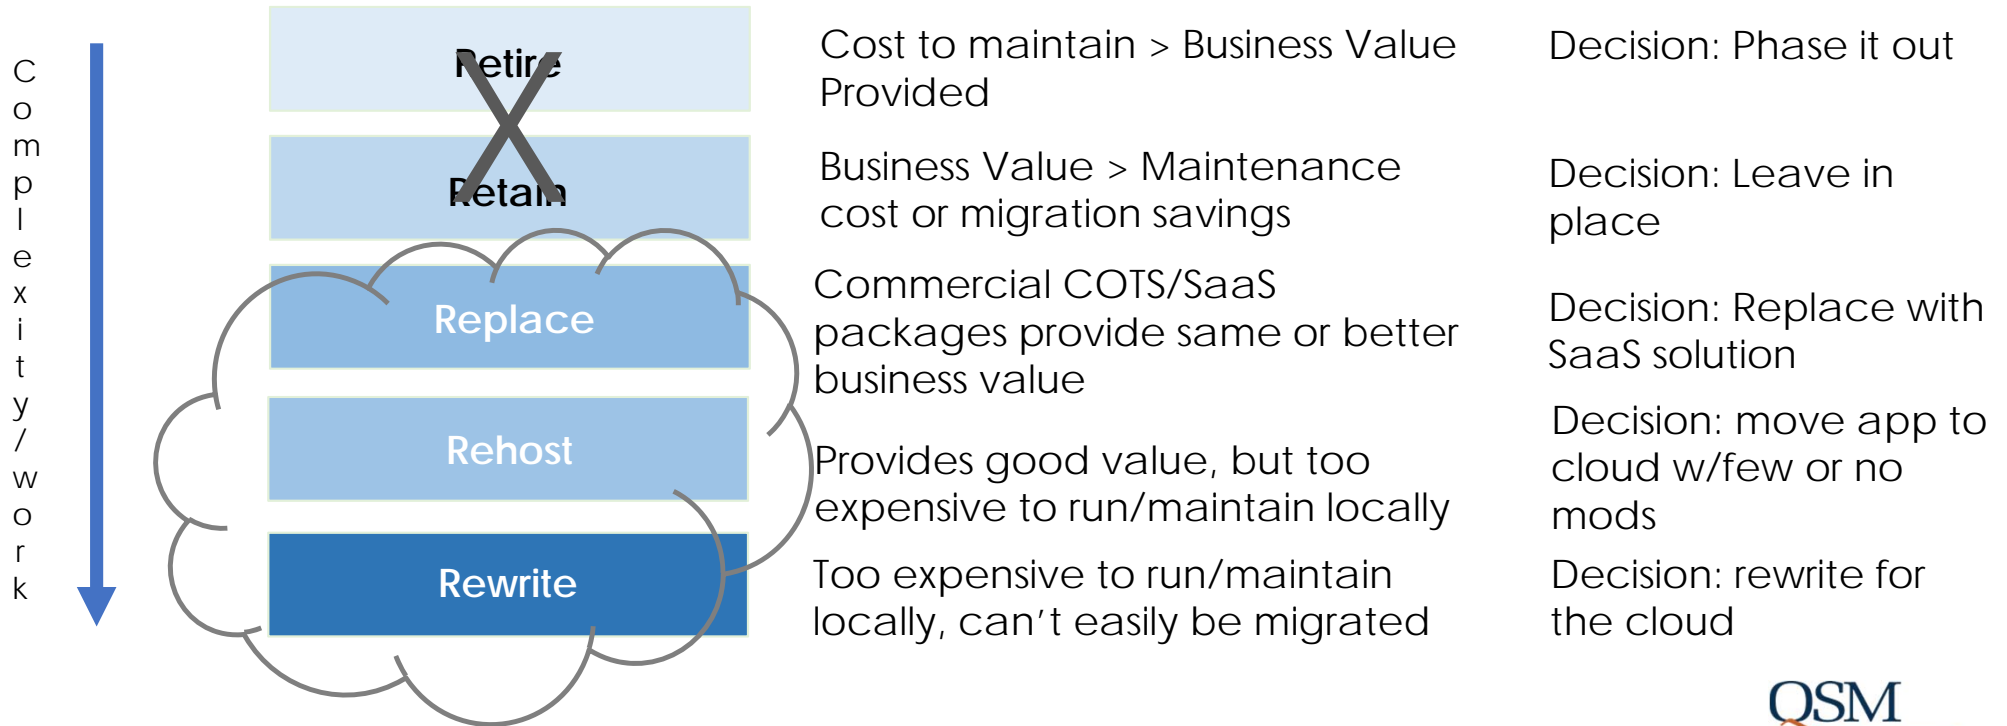 Complexity/work
Retire
Cost to maintain > Business Value
Provided
Decision: Phase it out
Retain
Business Value > Maintenance
cost or migration savings
Decision: Leave in
place
Replace
Commercial COTS/SaaS
packages provide same or better
business value
Decision: Replace with
SaaS solution
Rehost
Provides good value, but too
expensive to run/maintain locally
Decision: move app to
cloud w/few or no
mods
Rewrite
Too expensive to run/maintain
locally, can’t easily be migrated
Decision: rewrite for
the cloud
QSM